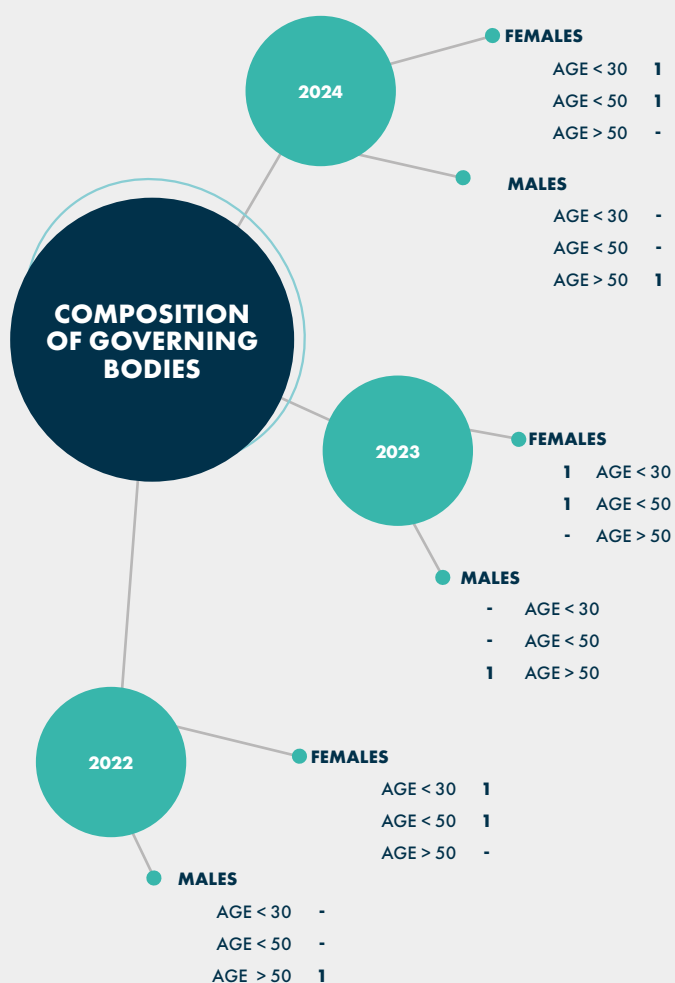 COMPOSITION
OF GOVERNING
BODIES
2024
FEMALES
AGE < 30 1
AGE < 50 1
AGE > 50 -
MALES
AGE < 30 -
AGE < 50 -
AGE > 50 1
2023
FEMALES
1 AGE < 30
1 AGE < 50
- AGE > 50
MALES
- AGE < 30
- AGE < 50
1 AGE > 50
2022
FEMALES
AGE < 30 1
AGE < 50 1
AGE > 50 -
MALES
AGE < 30 -
AGE < 50 -
AGE > 50 1